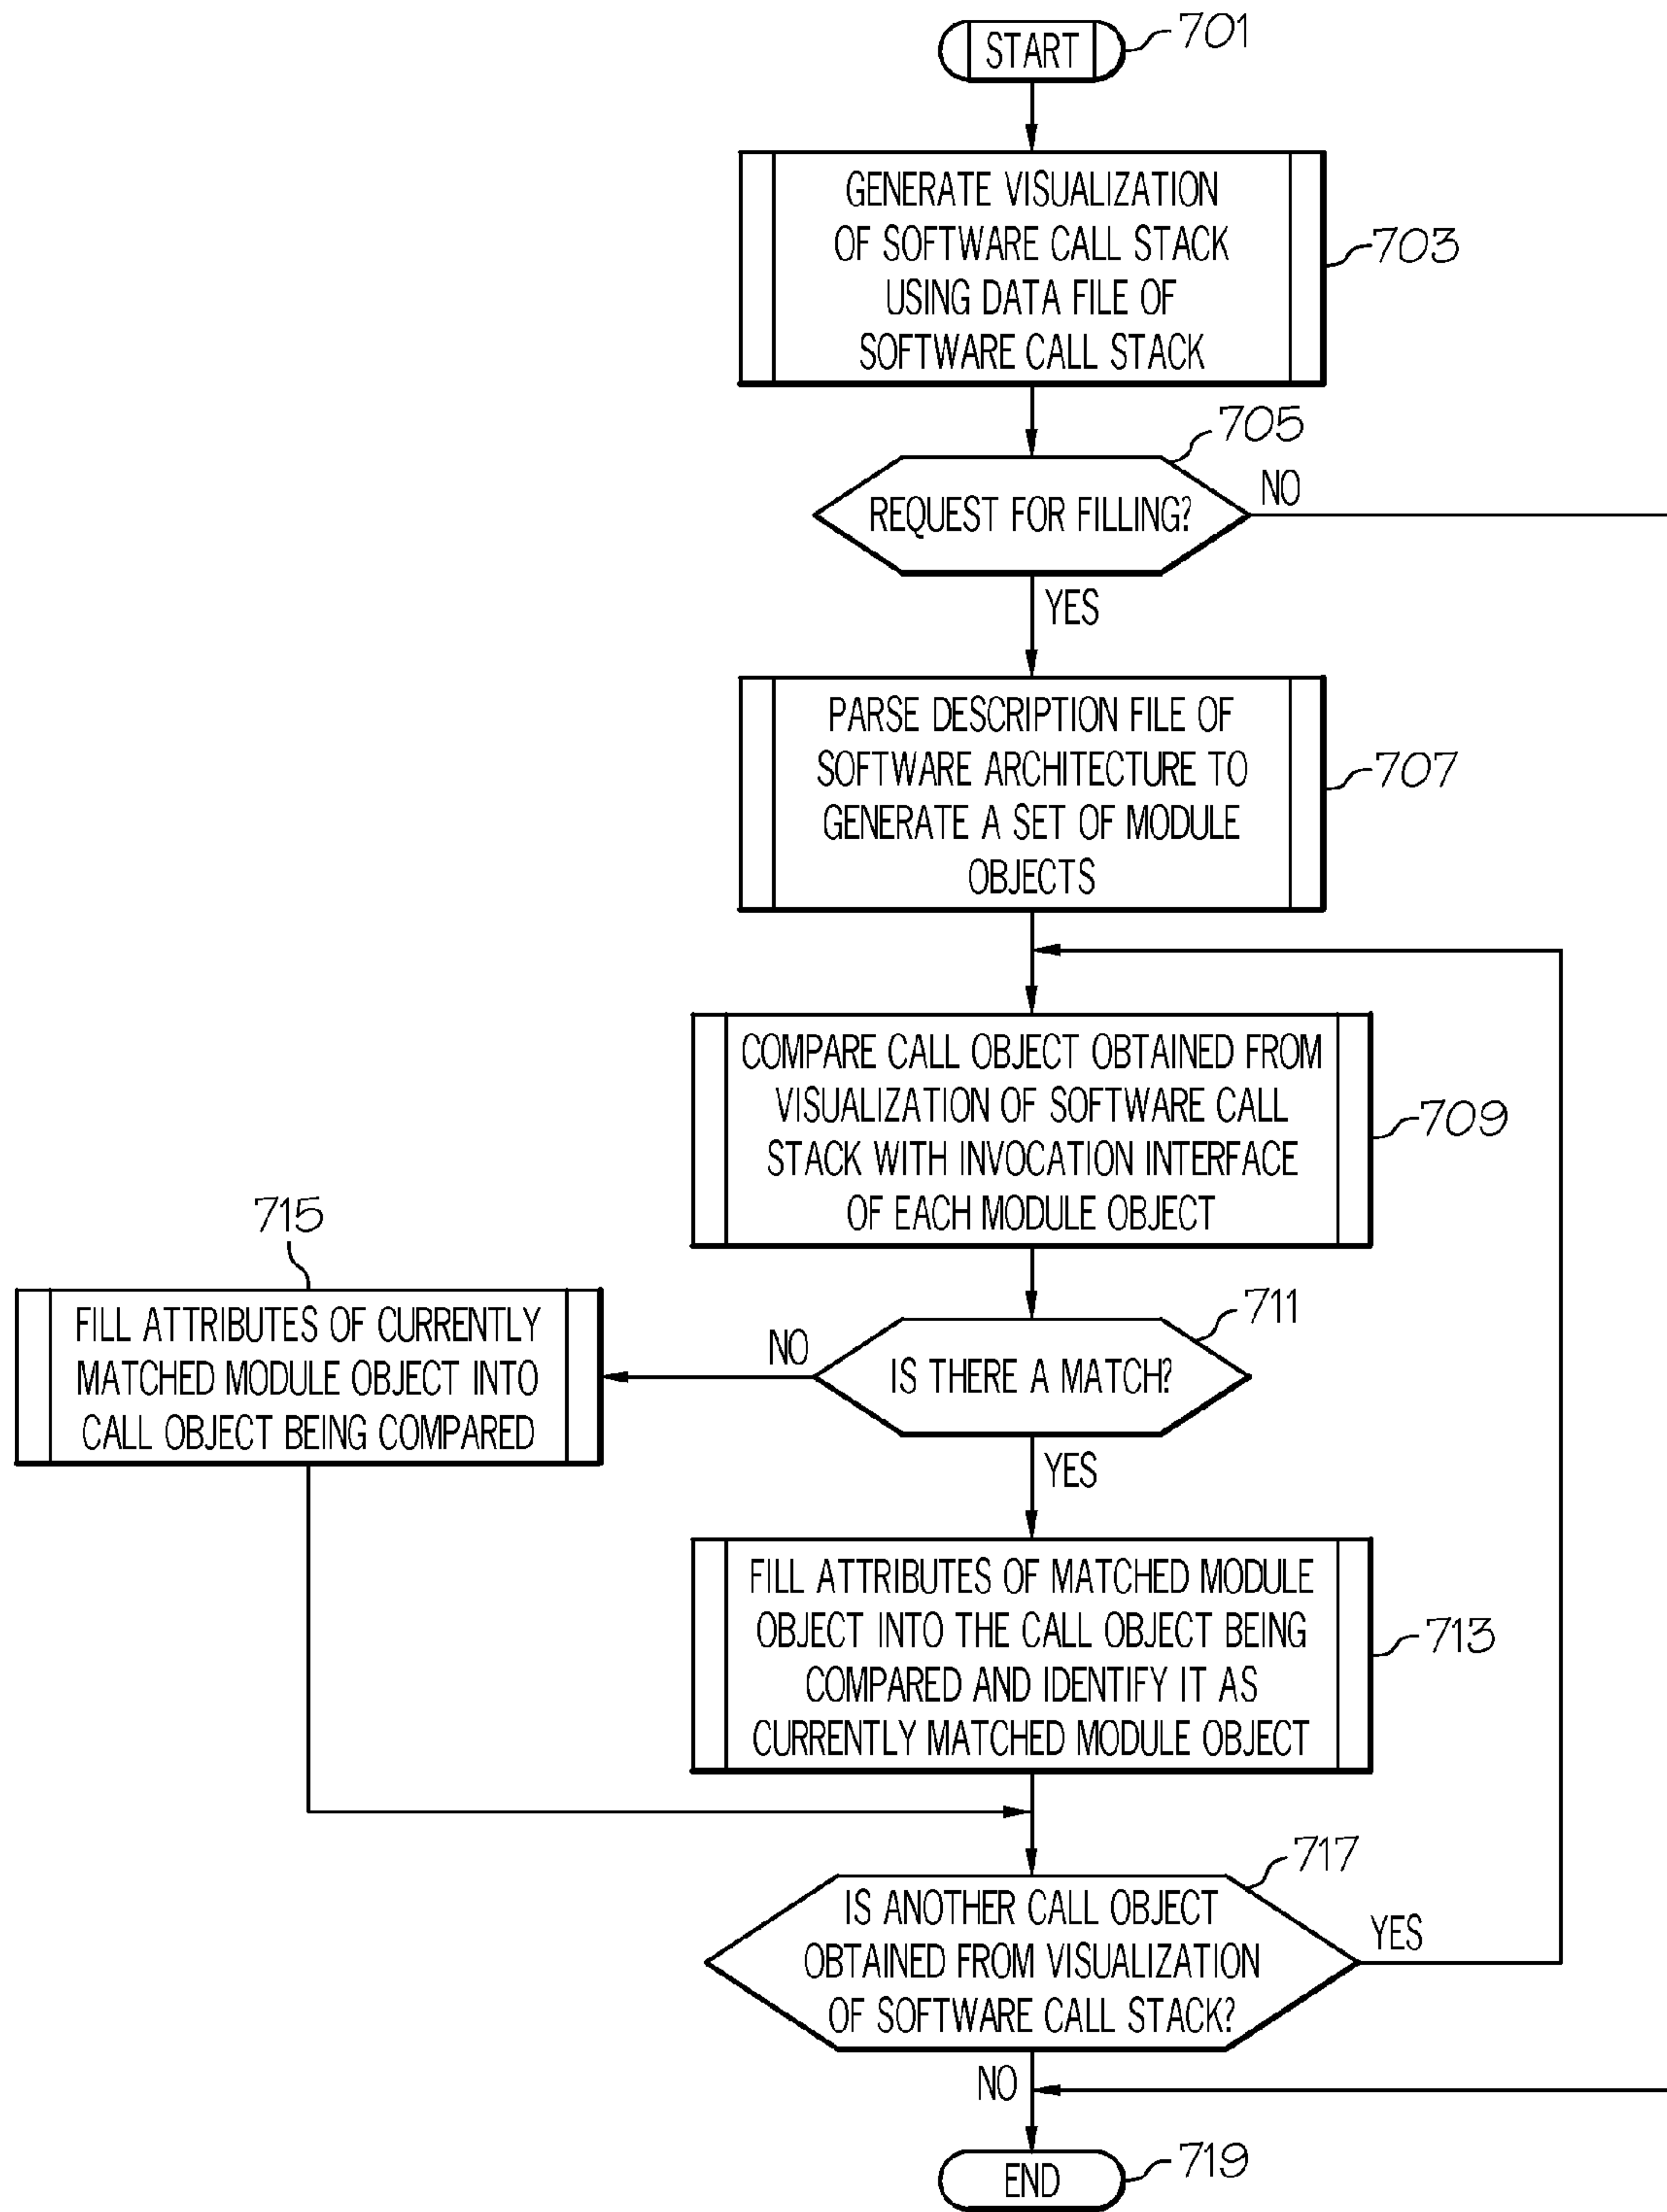 START
701
GENERATE VISUALIZATION
OF SOFTWARE CALL STACK
USING DATA FILE OF
SOFTWARE CALL STACK
703
705
REQUEST FOR FILLING?
NO
YES
PARSE DESCRIPTION FILE OF
SOFTWARE ARCHITECTURE TO
GENERATE A SET OF MODULE
OBJECTS
707
COMPARE CALL OBJECT OBTAINED FROM
VISUALIZATION OF SOFTWARE CALL
STACK WITH INVOCATION INTERFACE
OF EACH MODULE OBJECT
709
715
FILL ATTRIBUTES OF CURRENTLY
MATCHED MODULE OBJECT INTO
CALL OBJECT BEING COMPARED
NO
711
IS THERE A MATCH?
YES
FILL ATTRIBUTES OF MATCHED MODULE
OBJECT INTO THE CALL OBJECT BEING
COMPARED AND IDENTIFY IT AS
CURRENTLY MATCHED MODULE OBJECT
713
717
IS ANOTHER CALL OBJECT
OBTAINED FROM VISUALIZATION
OF SOFTWARE CALL STACK?
YES
NO
END
719